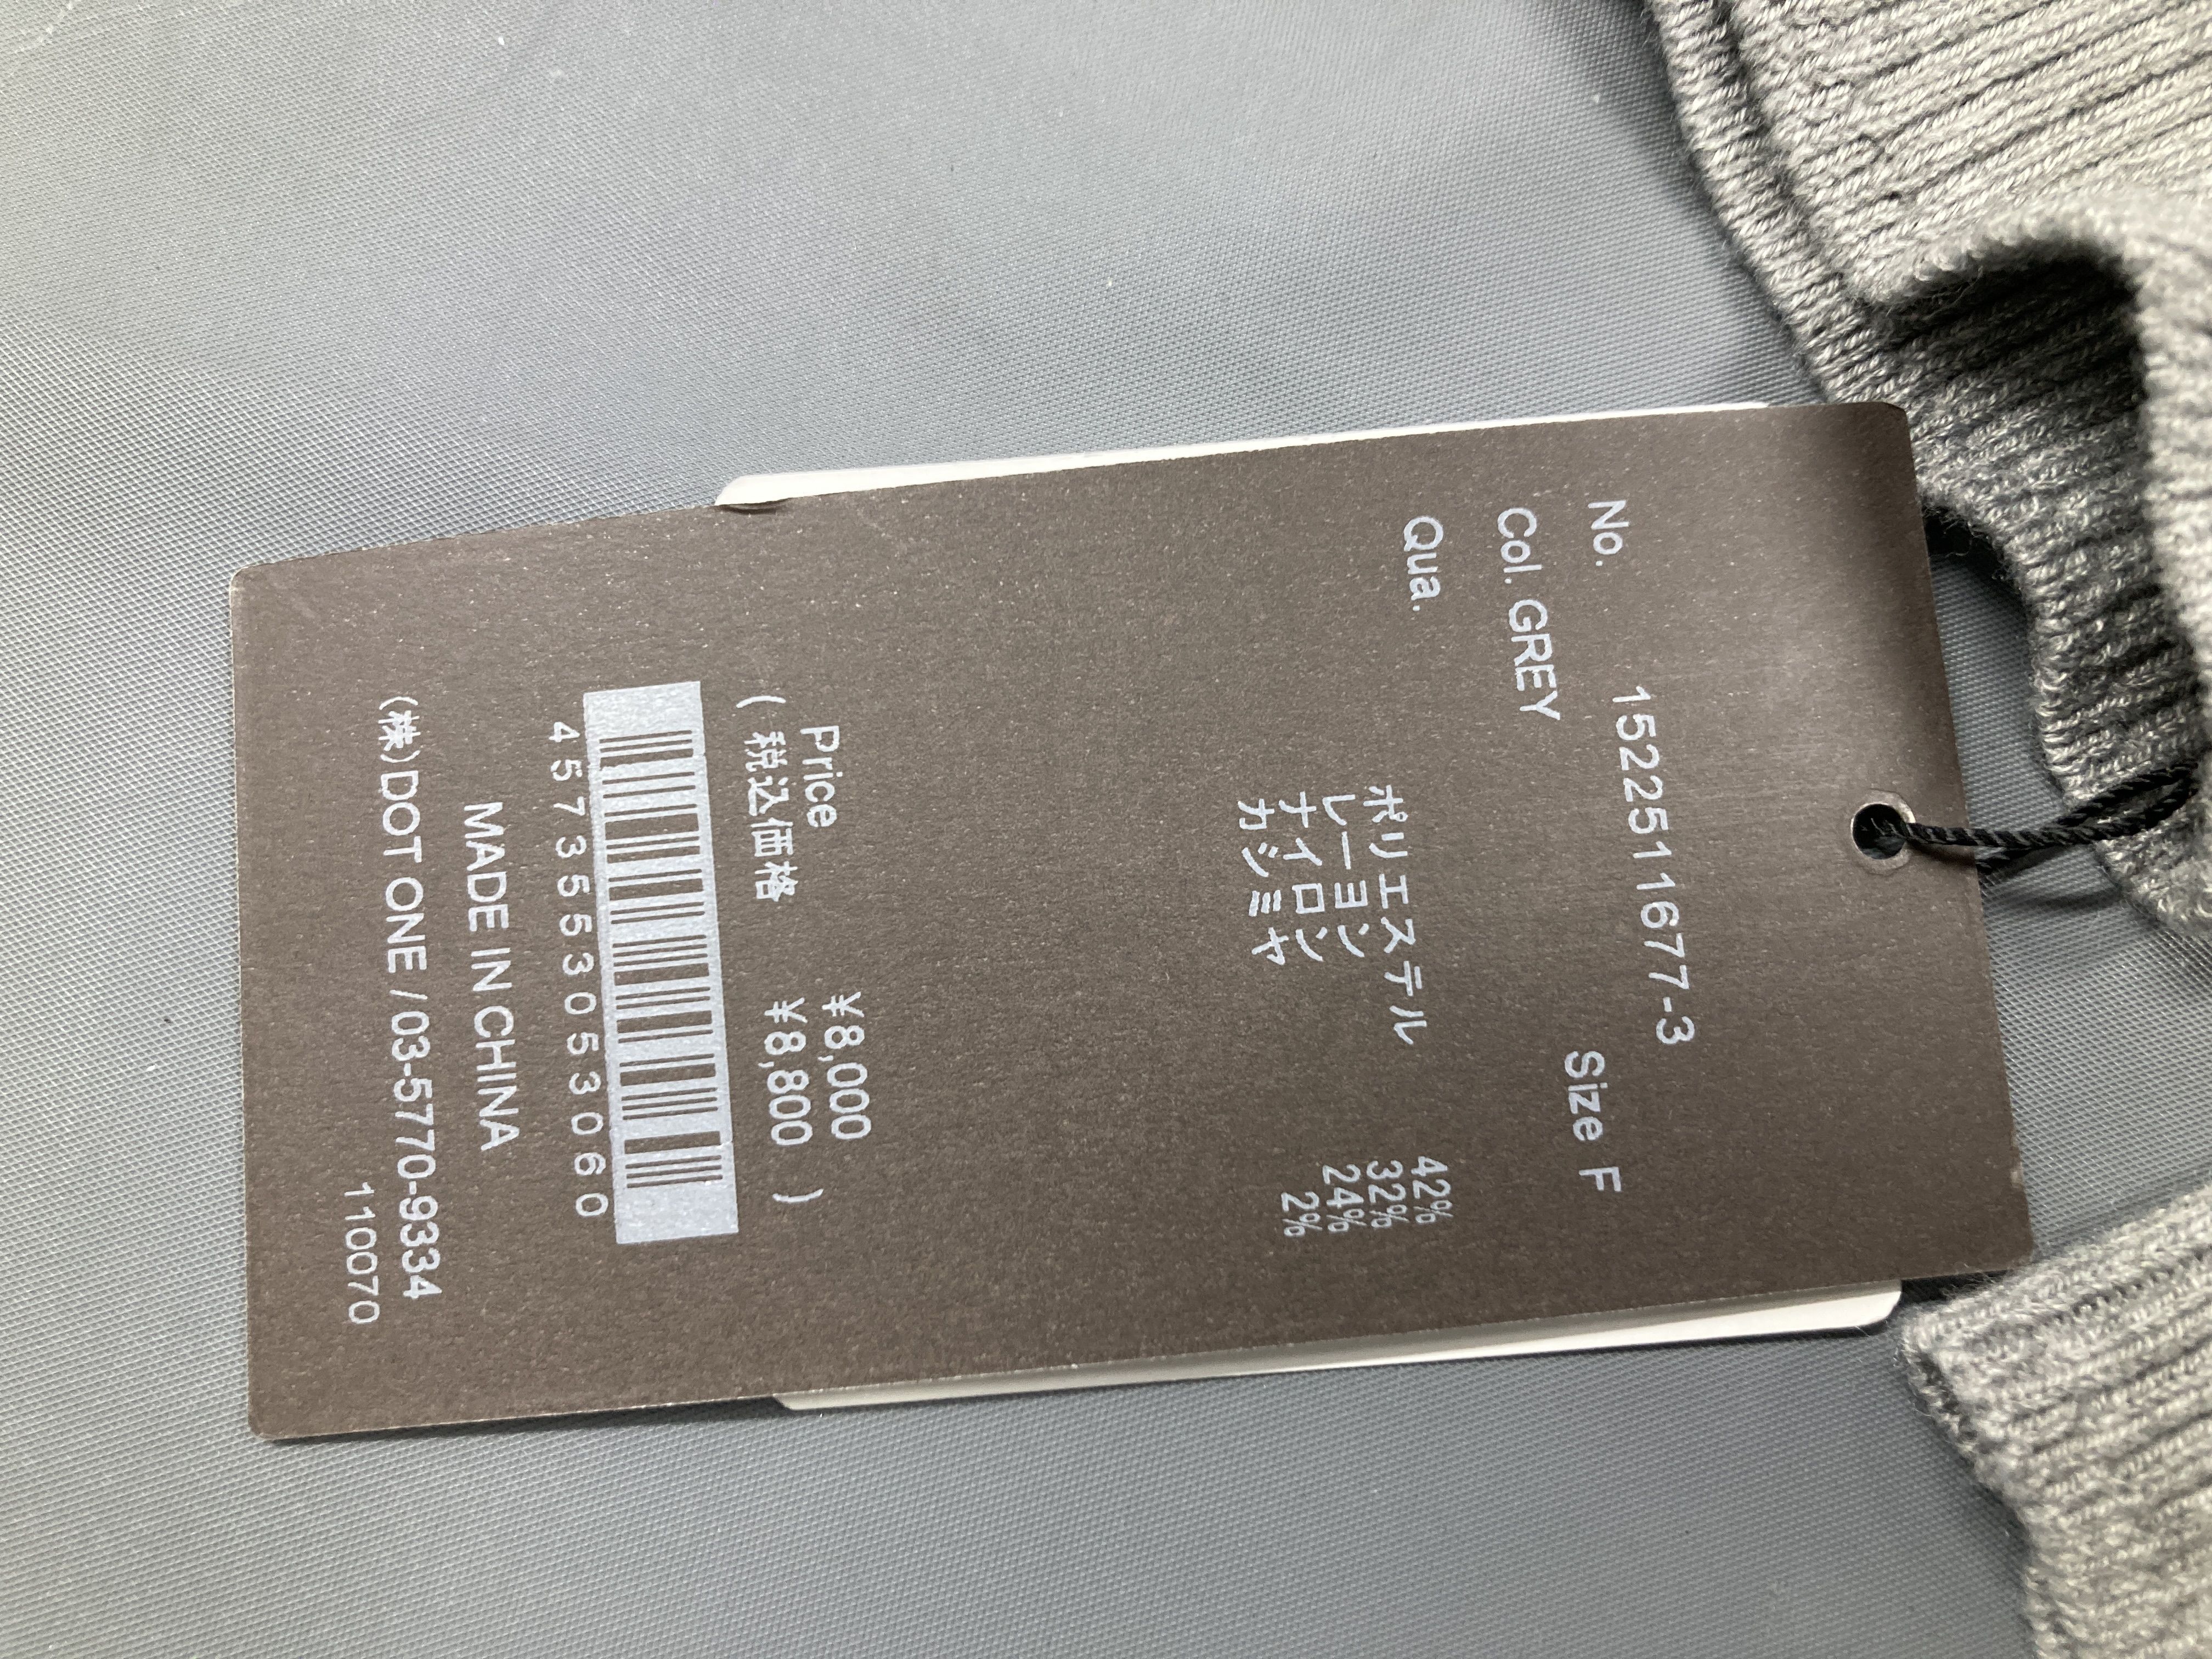 No. 152251167​7-3
Col. GREY Size F
Qua.
ポリエステル 42%
レーヨン 32%
ナイロン 24%
カシミヤ 2%
Price ¥8,000
(税込価格 ¥8,800)
4573553053060
MADE IN CHINA
(株)DOT ONE / 03-5770-9334
110070